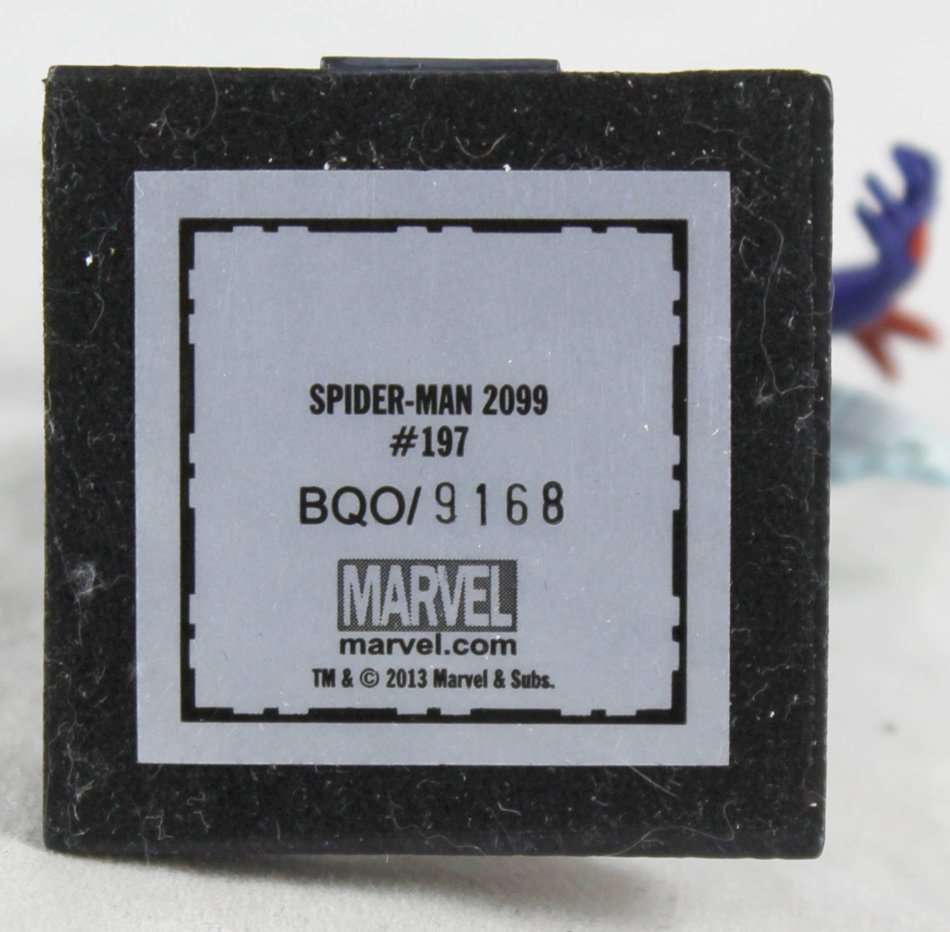 SPIDER-MAN 2099
#197
BQO/9168
MARVEL
marvel.com
TM & © 2013 Marvel & Subs.